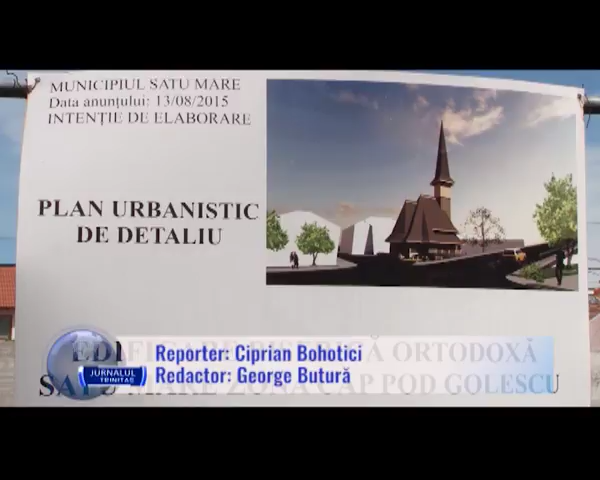 MUNICIPIUL SATU MARE
Data anunțului: 13/08/2015
INTENȚIE DE ELABORARE
PLAN URBANISTIC
DE DETALIU
ORTODOXĂ
CAP POD GOLESCU
Reporter: Ciprian Bohotici
Redactor: George Butură
JURNALUL
TRINITAS